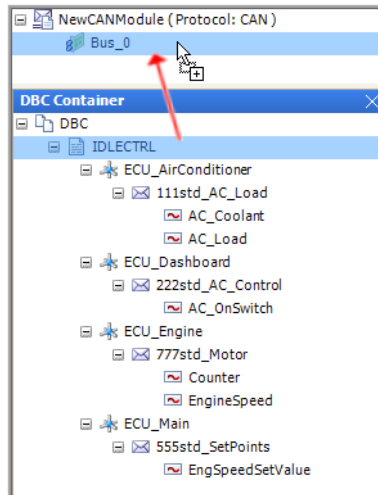 NewCANModule ( Protocol: CAN )
Bus_0
DBC Container
DBC
IDLECTRL
ECU_AirConditioner
111std_AC_Load
AC_Coolant
AC_Load
ECU_Dashboard
222std_AC_Control
AC_OnSwitch
ECU_Engine
777std_Motor
Counter
EngineSpeed
ECU_Main
555std_SetPoints
EngSpeedSetValue